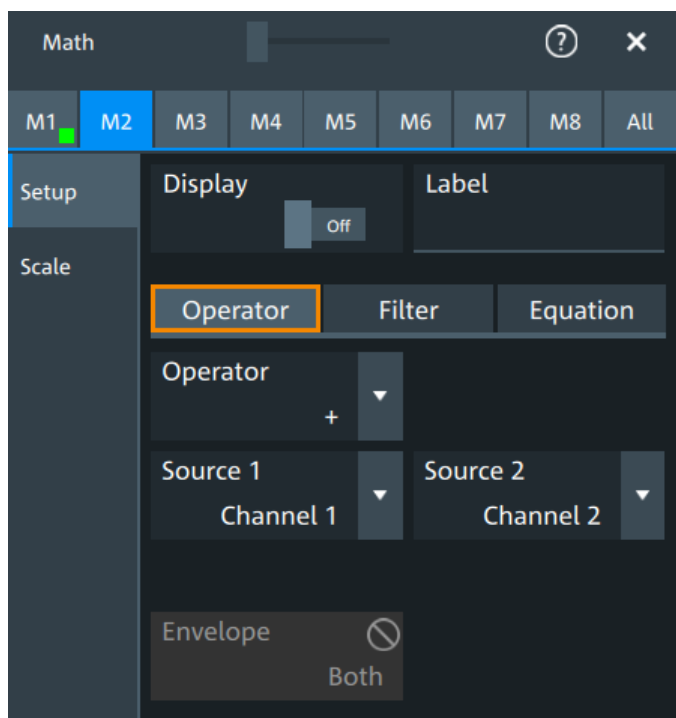 Math ?
M1 M2 M3 M4 M5 M6 M7 M8 All
Setup
Scale
Display
Off
Label
Operator Filter Equation
Operator
+
Source 1
Channel 1
Source 2
Channel 2
Envelope
Both